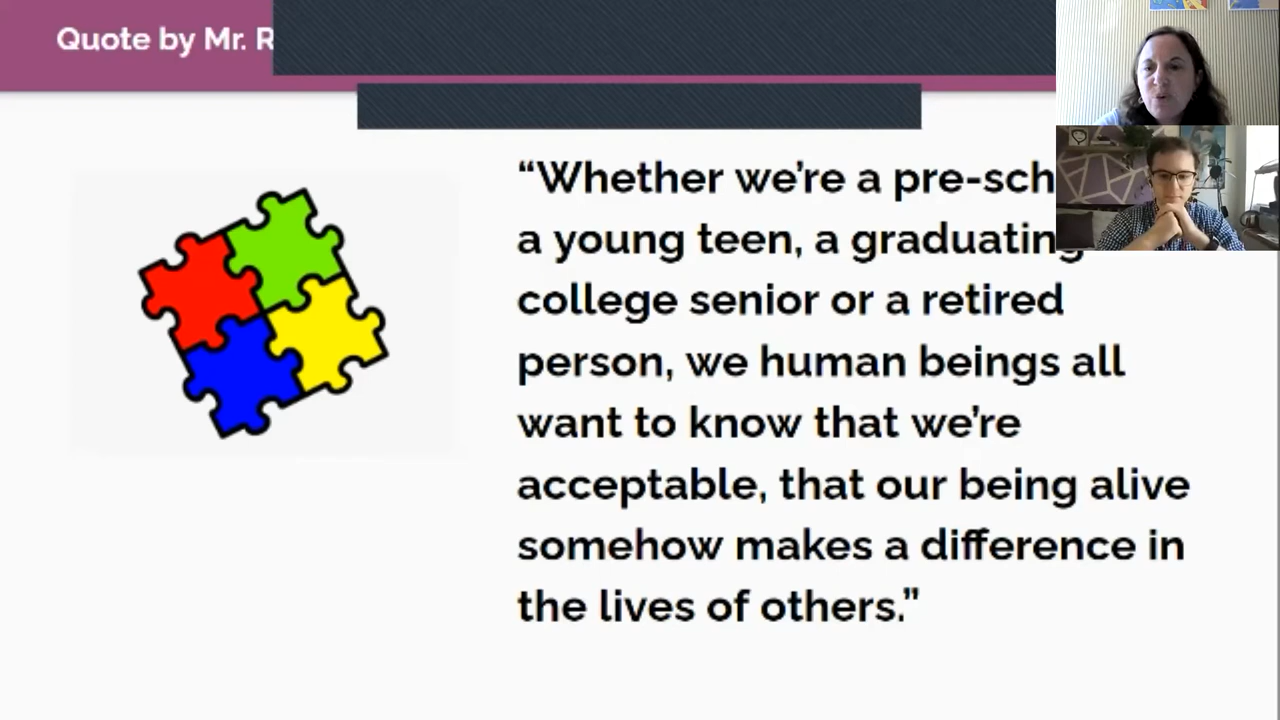 Quote by Mr. R
“Whether we’re a pre-sch
a young teen, a graduating
college senior or a retired
person, we human beings all
want to know that we’re
acceptable, that our being alive
somehow makes a difference in
the lives of others.”